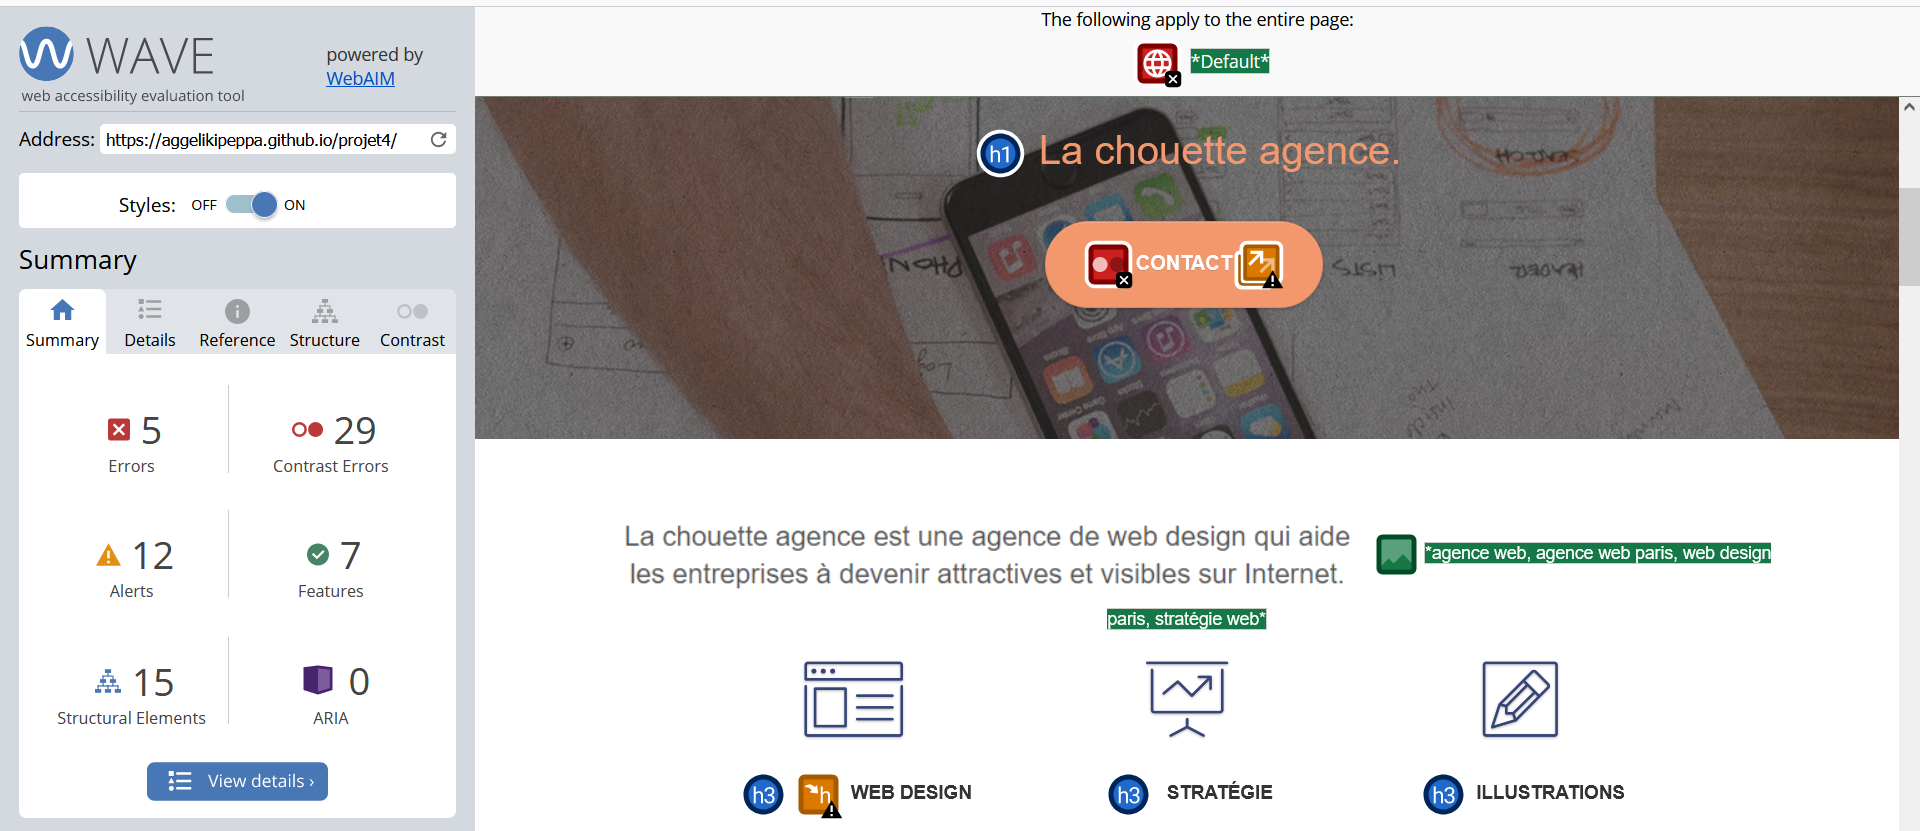 WAVE
powered by
WebAIM
web accessibility evaluation tool
Address: https://aggelikipeppa.github.io/projet4/
Styles: OFF ON
Summary
Summary Details Reference Structure Contrast
5 29
Errors Contrast Errors
12 7
Alerts Features
15 0
Structural Elements ARIA
View details ›
The following apply to the entire page:
*Default*
h1 La chouette agence.
CONTACT
La chouette agence est une agence de web design qui aide
les entreprises à devenir attractives et visibles sur Internet.
*agence web, agence web paris, web design
paris, stratégie web*
h3 h WEB DESIGN h3 STRATÉGIE h3 ILLUSTRATIONS